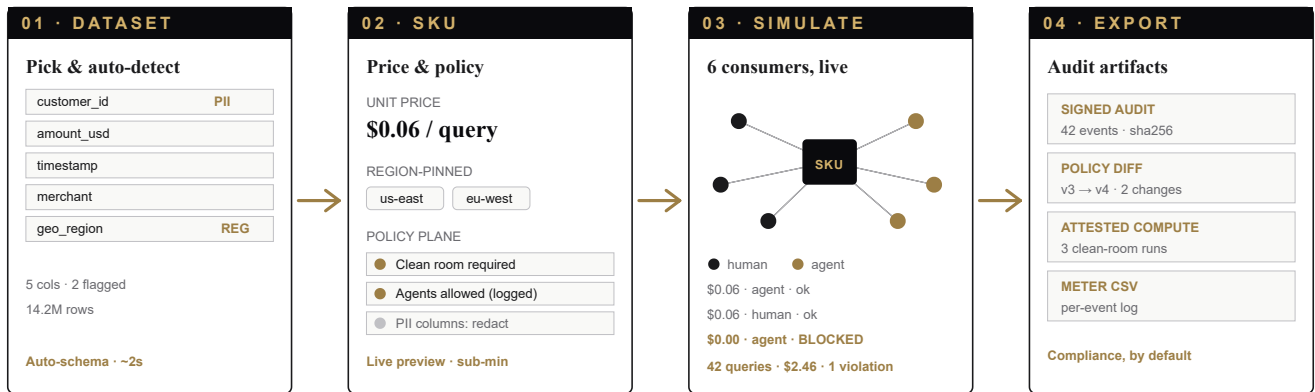 01 · DATASET
Pick & auto-detect
customer_id PII
amount_usd
timestamp
merchant
geo_region REG
5 cols · 2 flagged
14.2M rows
Auto-schema · ~2s
02 · SKU
Price & policy
UNIT PRICE
$0.06 / query
REGION-PINNED
us-east eu-west
POLICY PLANE
Clean room required
Agents allowed (logged)
PII columns: redact
Live preview · sub-min
03 · SIMULATE
6 consumers, live
SKU
human agent
$0.06 · agent · ok
$0.06 · human · ok
$0.00 · agent · BLOCKED
42 queries · $2.46 · 1 violation
04 · EXPORT
Audit artifacts
SIGNED AUDIT
42 events · sha256
POLICY DIFF
v3 → v4 · 2 changes
ATTESTED COMPUTE
3 clean-room runs
METER CSV
per-event log
Compliance, by default